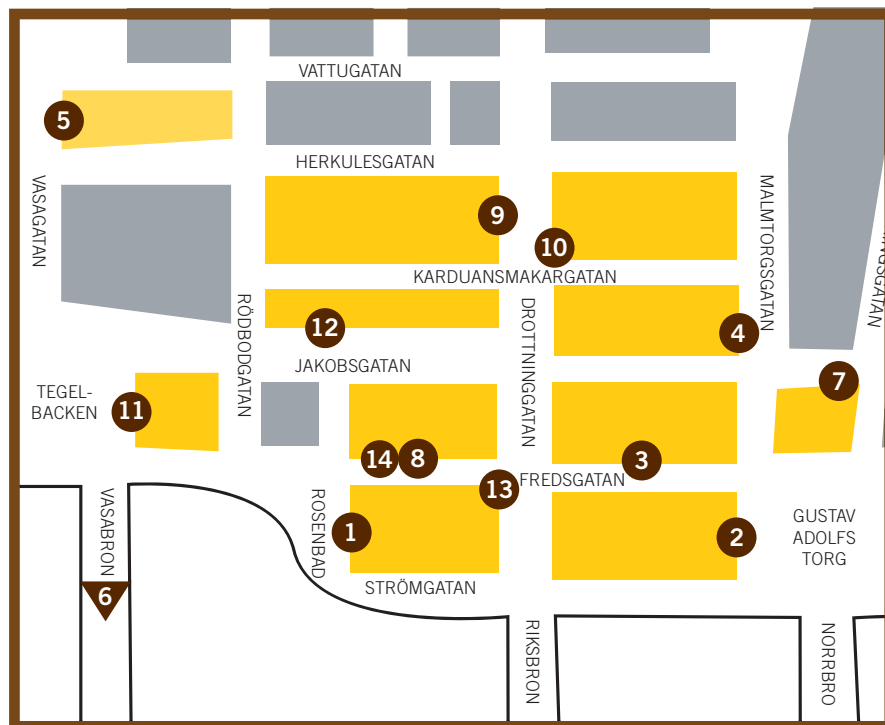 VATTUGATAN
5
HERKULESGATAN
VASAGATAN
9
10
MALMTORGSGATAN
KARDUANSMAKARGATAN
RÖDBODGATAN
12
DROTTNINGGATAN
4
JAKOBSGATAN
7
TEGEL-
BACKEN
11
14
8
3
13
FREDSGATAN
VASABRON
ROSENBAD
1
2
GUSTAV
ADOLFS
TORG
STRÖMGATAN
6
RIKSBRON
NORRBRO